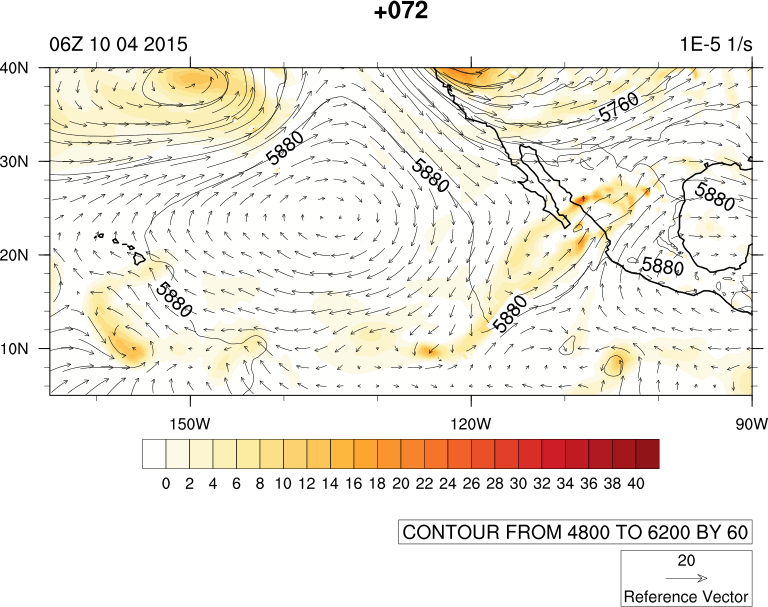 +072
06Z 10 04 2015 1E-5 1/s
40N
5760
5880
30N
5880
5880
20N
5880
5880
5880
10N
150W 120W 90W
0 2 4 6 8 10 12 14 16 18 20 22 24 26 28 30 32 34 36 38 40
CONTOUR FROM 4800 TO 6200 BY 60
20
Reference Vector